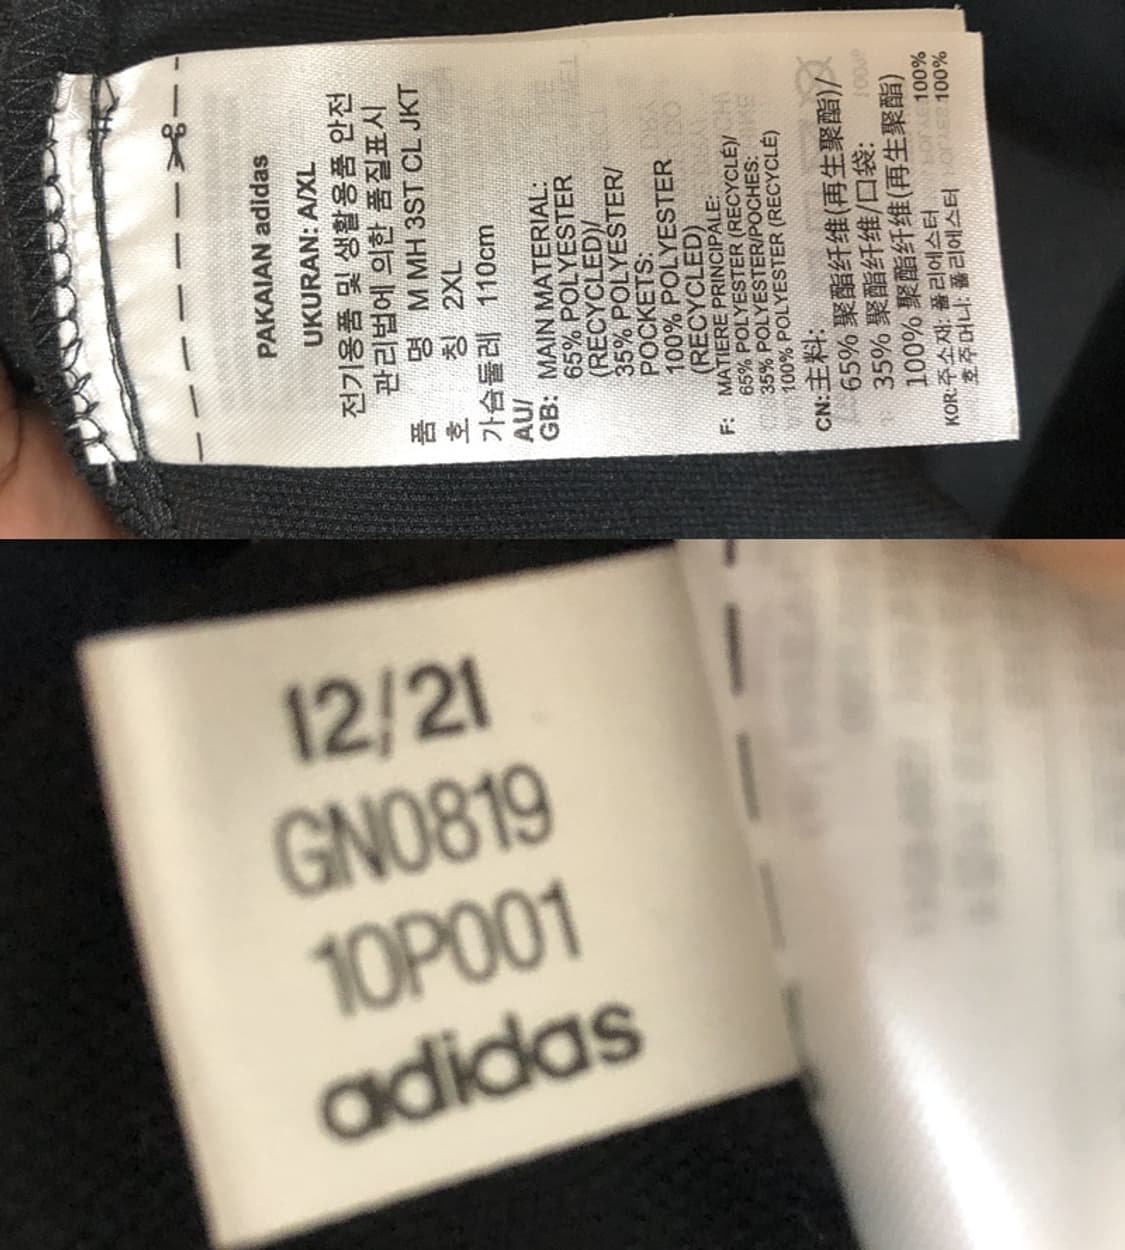 PAKAIAN adidas
UKURAN: A/XL
전기용품 및 생활용품 안전
관리법에 의한 품질표시
품 명 M MH 3ST CL JKT
호 칭 2XL
가슴둘레 110cm
AU/
GB: MAIN MATERIAL:
65% POLYESTER
(RECYCLED)/
35% POLYESTER/
POCKETS:
100% POLYESTER
(RECYCLED)
F: MATIERE PRINCIPALE:
65% POLYESTER (RECYCLÉ)/
35% POLYESTER/POCHES:
100% POLYESTER (RECYCLÉ)
CN: 主料:
65% 聚酯纤维(再生聚酯)/
35% 聚酯纤维/口袋:
100% 聚酯纤维(再生聚酯)
KOR: 주소재: 폴리에스터 100%
호주머니: 폴리에스터 100%
12/21
GN0819
10P001
adidas